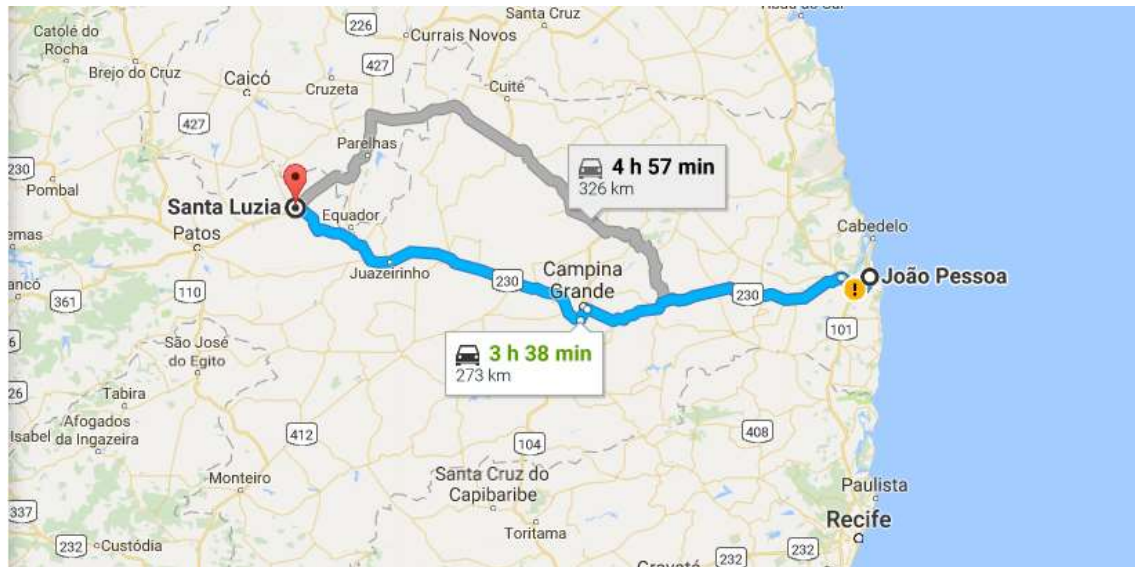 Santa Cruz
226
Catolé do
Rocha
Currais Novos
427
Brejo do Cruz
Caicó
Cruzeta
Cuité
427
Parelhas
4 h 57 min
326 km
230
Pombal
Santa Luzia
Equador
Patos
Cabedelo
Juazeirinho
230
Campina
Grande
João Pessoa
230
361
110
101
3 h 38 min
273 km
São José
do Egito
Tabira
Afogados
da Ingazeira
Isabel
412
104
408
Monteiro
Santa Cruz do
Capibaribe
Paulista
337
Toritama
Recife
232
Custódia
232
232